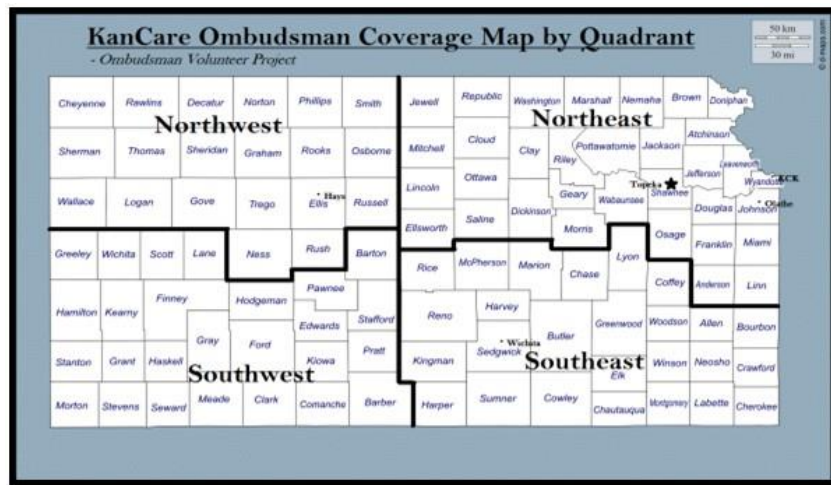 KanCare Ombudsman Coverage Map by Quadrant
- Ombudsman Volunteer Project
50 km
30 mi
© d-maps.com
Cheyenne Rawlins Decatur Norton Phillips Smith Jewell Republic Washington Marshall Nemaha Brown Doniphan
Northwest Northeast
Atchinson
Sherman Thomas Sheridan Graham Rooks Osborne Mitchell Cloud Clay Riley Pottawatomie Jackson Jefferson Leavenworth
Wyandotte KCK
Topeka Shawnee
Wallace Logan Gove Trego Ellis Hays Russell Lincoln Ottawa Geary Wabaunsee Douglas Johnson Olathe
Ellsworth Saline Dickinson Morris Osage Franklin Miami
Greeley Wichita Scott Lane Ness Rush Barton Rice McPherson Marion Chase Lyon Coffey Anderson Linn
Hamilton Kearny Finney Hodgeman Pawnee Stafford Reno Harvey Butler Greenwood Woodson Allen Bourbon
Gray Ford Edwards Pratt Wichita
Stanton Grant Haskell Kiowa Kingman Sedgwick Elk Winson Neosho Crawford
Southwest Southeast
Morton Stevens Seward Meade Clark Comanche Barber Harper Sumner Cowley Chautauqua Montgomery Labette Cherokee